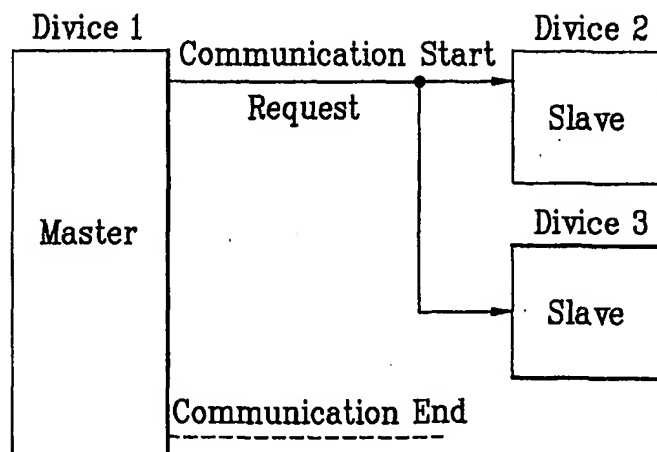 Divice 1
Communication Start
Request
Divice 2
Slave
Master
Divice 3
Slave
Communication End